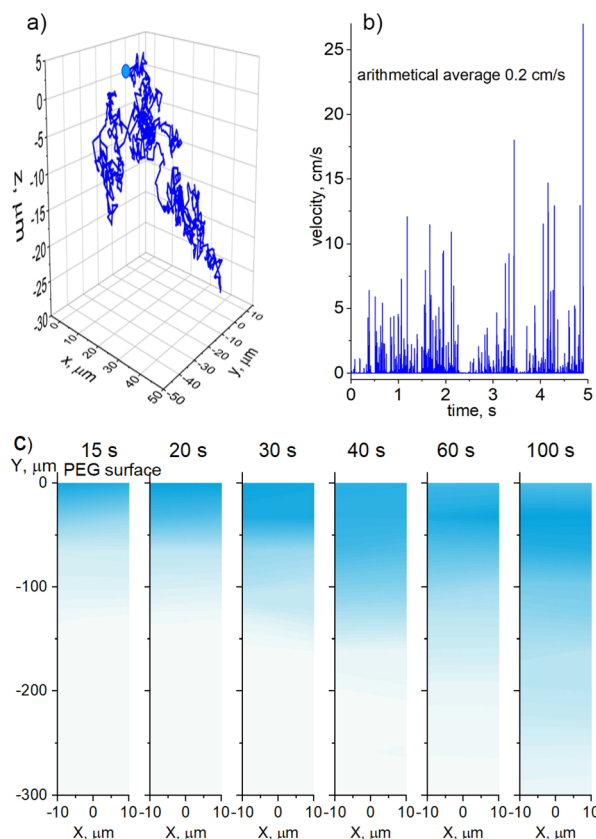 a)
5
0
-5
-10
-15
-20
-25
-30
z, μm
0
10
20
30
40
50
x, μm
10
0
-10
-20
-30
-40
-50
y, μm
b)
25
20
15
10
5
0
velocity, cm/s
arithmetical average 0.2 cm/s
0 1 2 3 4 5
time, s
c)
15 s 20 s 30 s 40 s 60 s 100 s
Y, μm PEG surface
0
-100
-200
-300
-10 0 10 -10 0 10 -10 0 10 -10 0 10 -10 0 10 -10 0 10
X, μm X, μm X, μm X, μm X, μm X, μm